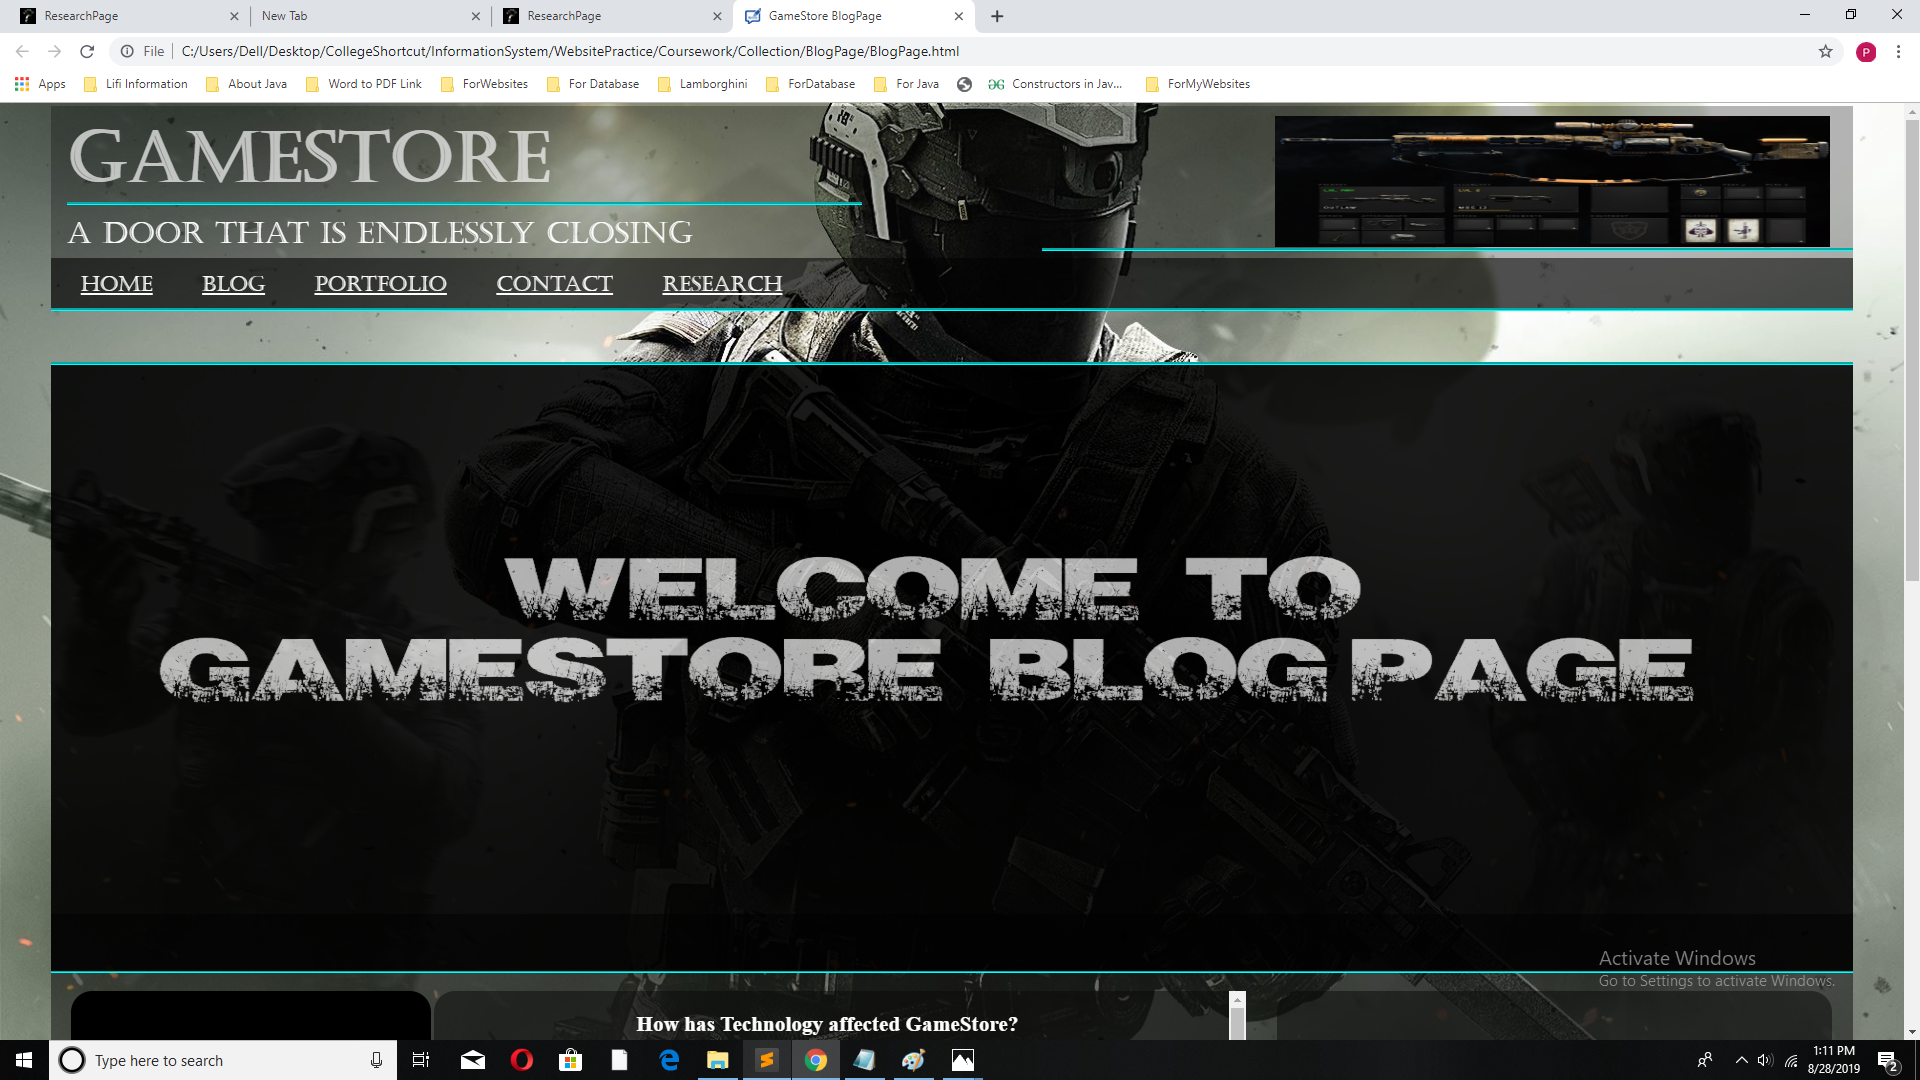 ResearchPage
New Tab
ResearchPage
GameStore BlogPage
File C:/Users/Dell/Desktop/CollegeShortcut/InformationSystem/WebsitePractice/Coursework/Collection/BlogPage/BlogPage.html
P
Apps Lifi Information About Java Word to PDF Link ForWebsites For Database Lamborghini ForDatabase For Java Constructors in Jav... ForMyWebsites
GAMESTORE
A DOOR THAT IS ENDLESSLY CLOSING
HOME BLOG PORTFOLIO CONTACT RESEARCH
WELCOME TO
GAMESTORE BLOG PAGE
Activate Windows
Go to Settings to activate Windows.
How has Technology affected GameStore?
Type here to search
1:11 PM
8/28/2019
2